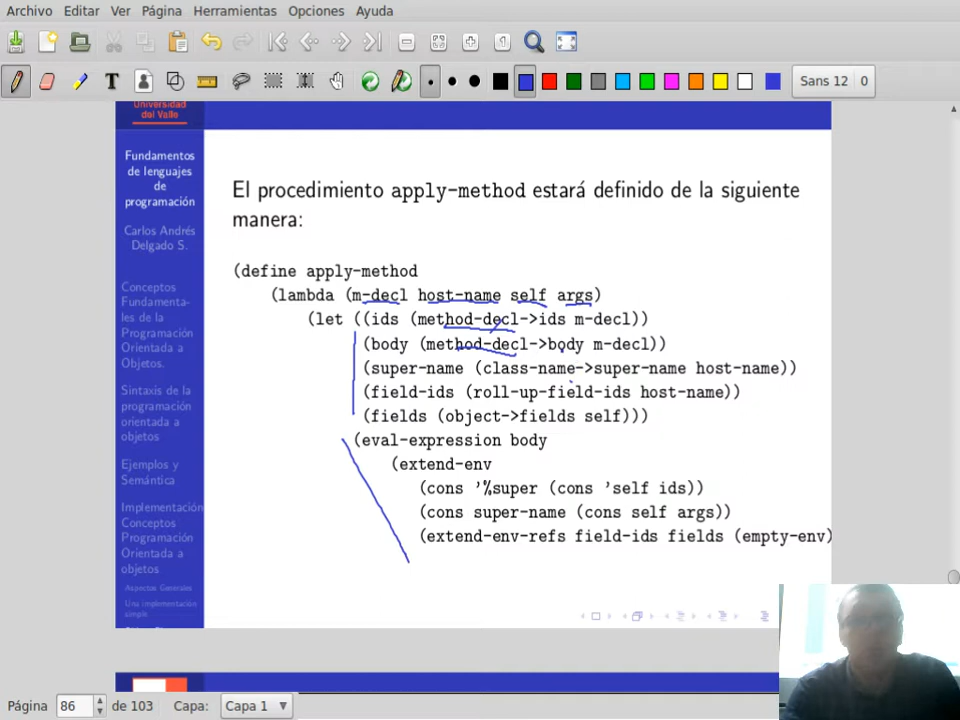 Archivo Editar Ver Página Herramientas Opciones Ayuda
Sans 12 0
Universidad
del Valle
Fundamentos
de lenguajes
de
programación
Carlos Andrés
Delgado S.
Conceptos
Fundamenta-
les de la
Programación
Orientada a
Objetos.
Sintaxis de la
programación
orientada a
objetos
Ejemplos y
Semántica
Implementación
Conceptos
Programación
Orientada a
objetos
Aspectos Generales
Una implementación
simple
El procedimiento apply-method estará definido de la siguiente
manera:
(define apply-method
(lambda (m-decl host-name self args)
(let ((ids (method-decl->ids m-decl))
(body (method-decl->body m-decl))
(super-name (class-name->super-name host-name))
(field-ids (roll-up-field-ids host-name))
(fields (object->fields self)))
(eval-expression body
(extend-env
(cons '%super (cons 'self ids))
(cons super-name (cons self args))
(extend-env-refs field-ids fields (empty-env)
Página 86 de 103 Capa: Capa 1